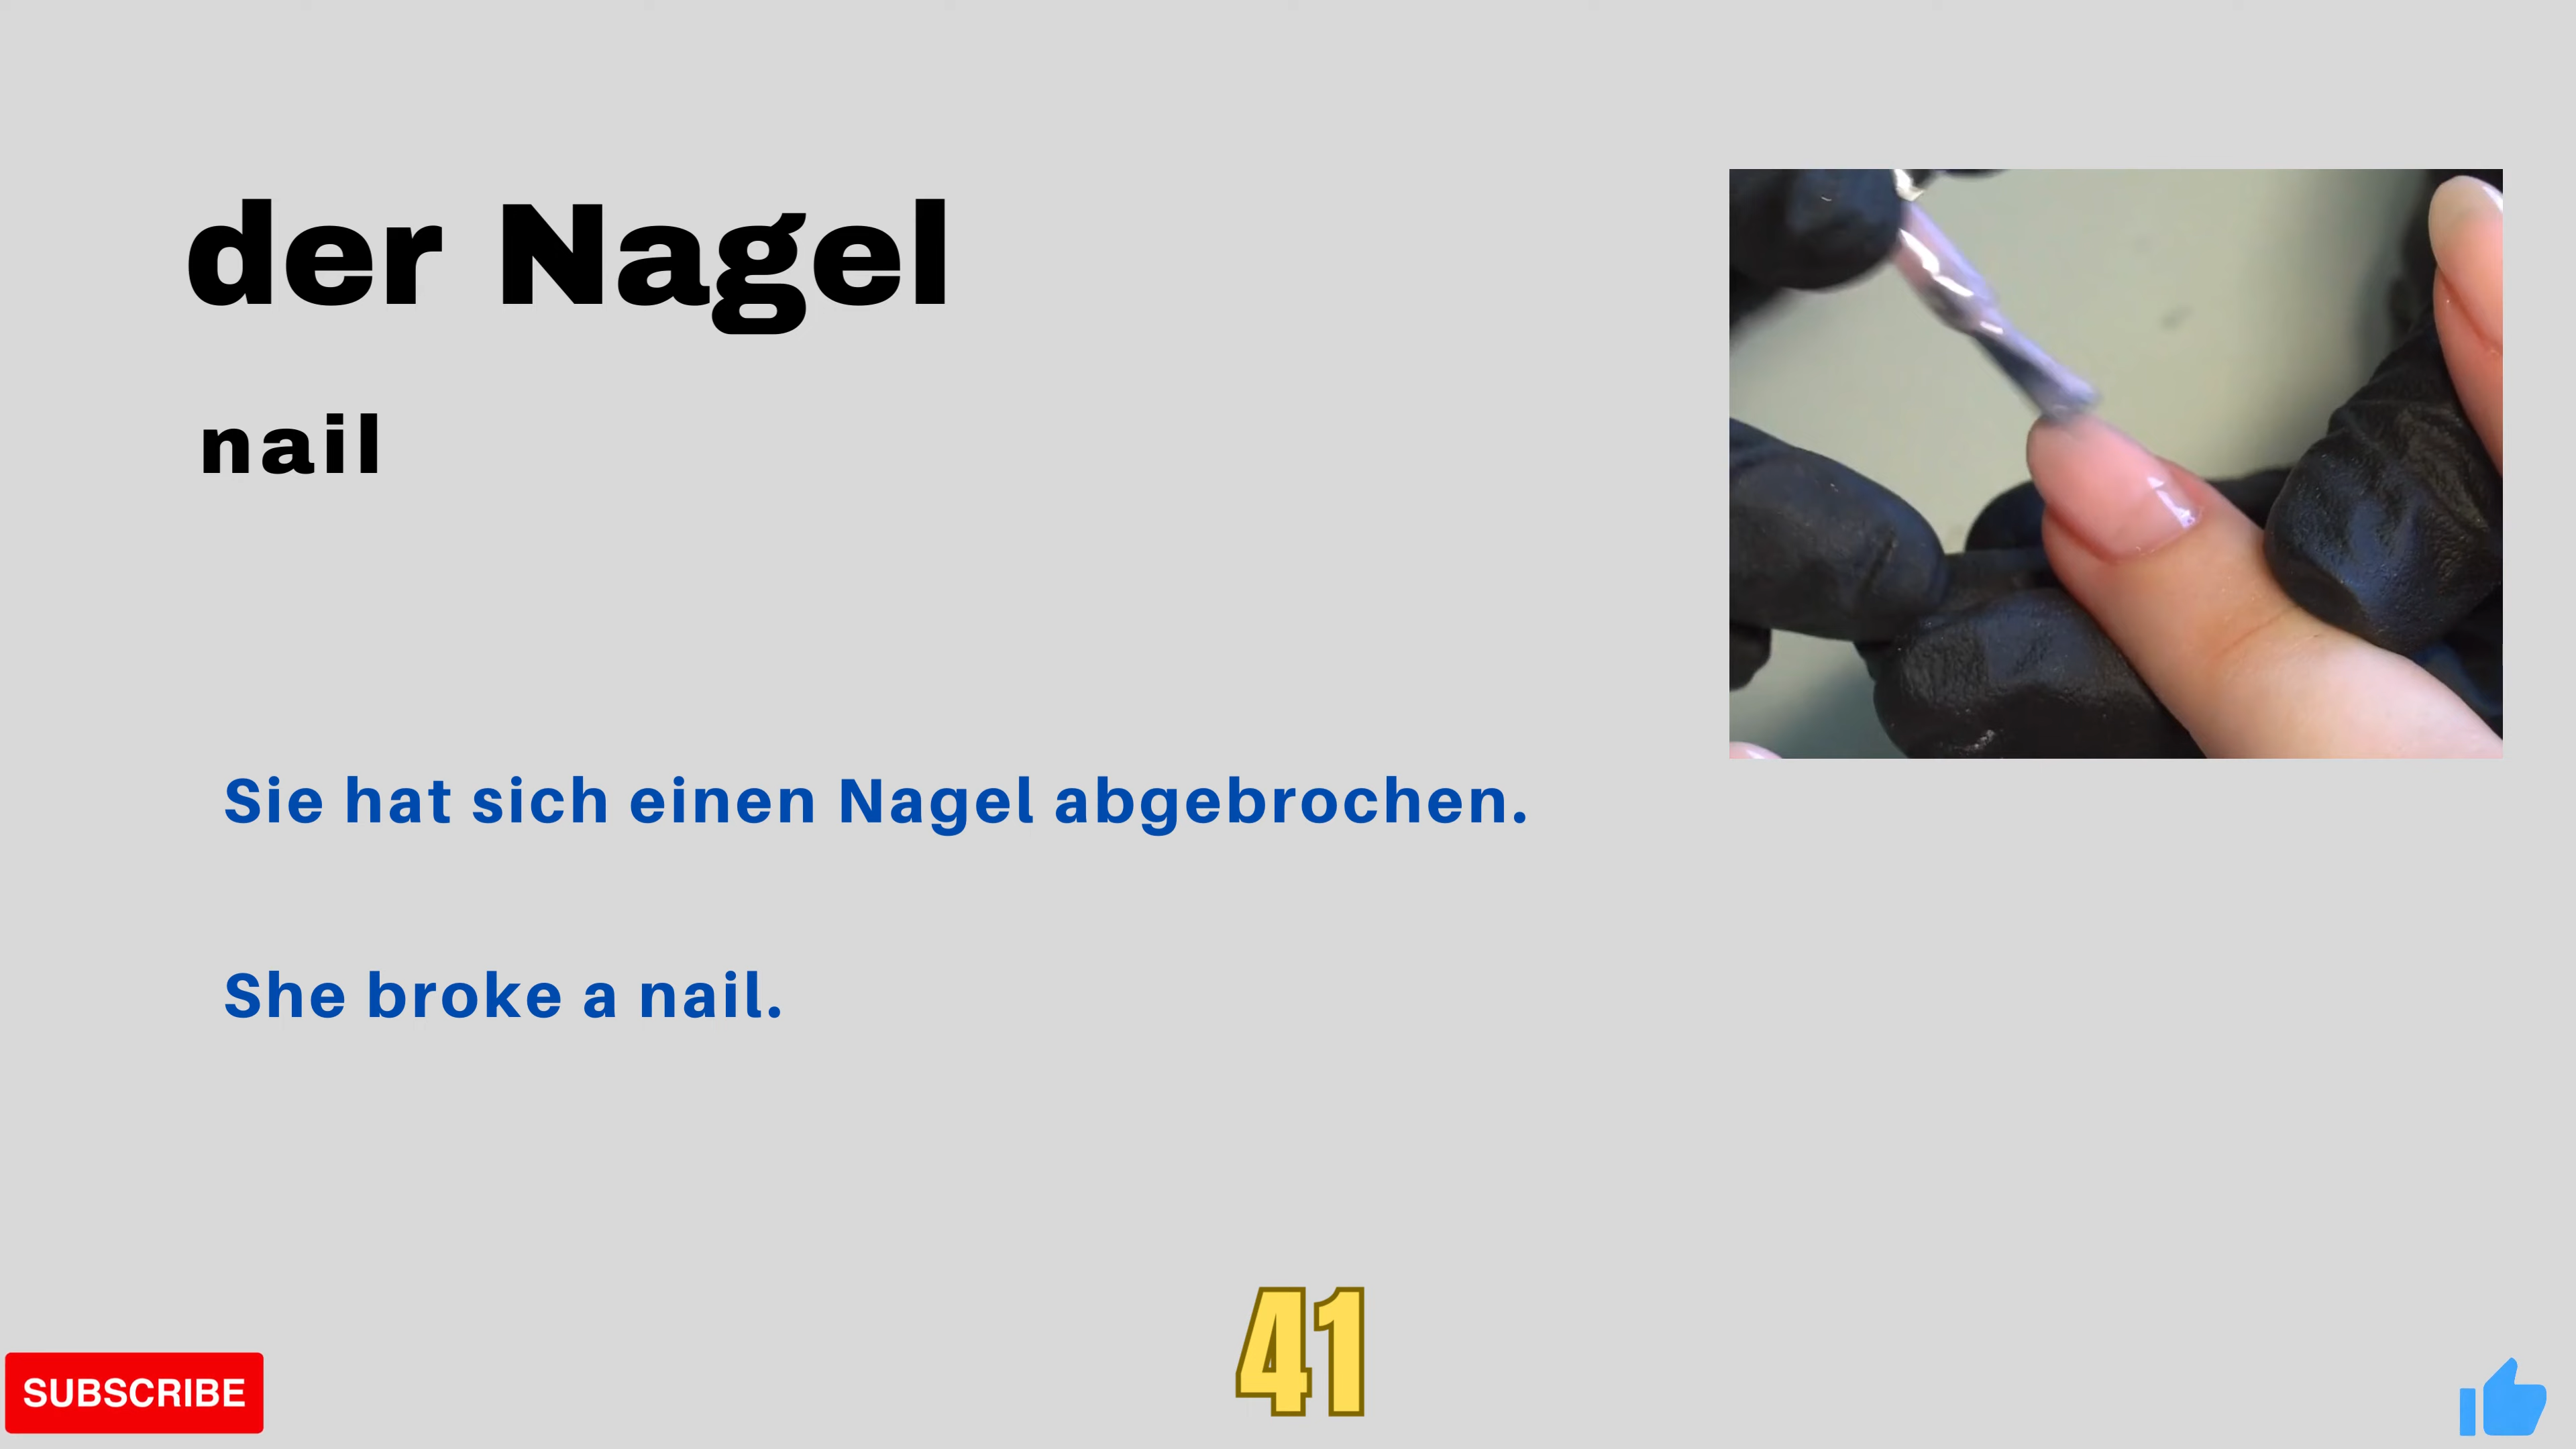 der Nagel
nail
Sie hat sich einen Nagel abgebrochen.
She broke a nail.
41
SUBSCRIBE